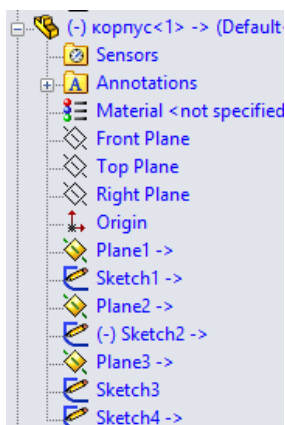 (-) корпус<1> -> (Default-
Sensors
Annotations
Material <not specified
Front Plane
Top Plane
Right Plane
Origin
Plane1 ->
Sketch1 ->
Plane2 ->
(-) Sketch2 ->
Plane3 ->
Sketch3
Sketch4 ->